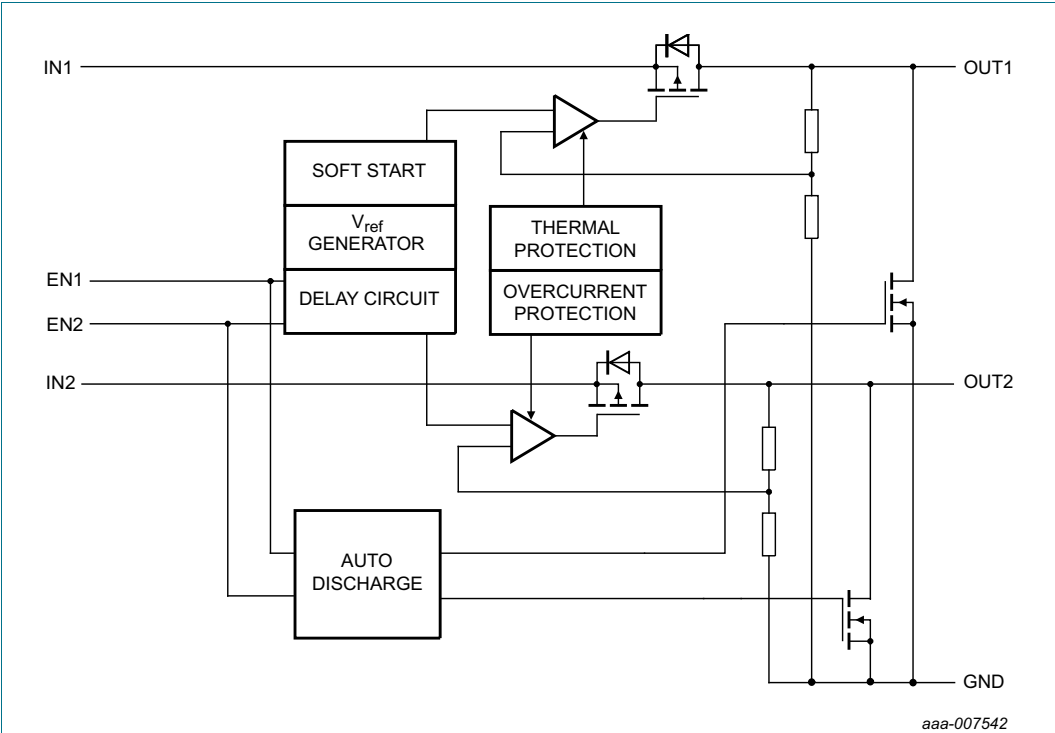 IN1
OUT1
SOFT START
V_ref
GENERATOR
THERMAL
PROTECTION
EN1
DELAY CIRCUIT
OVERCURRENT
PROTECTION
EN2
IN2
OUT2
AUTO
DISCHARGE
GND
aaa-007542